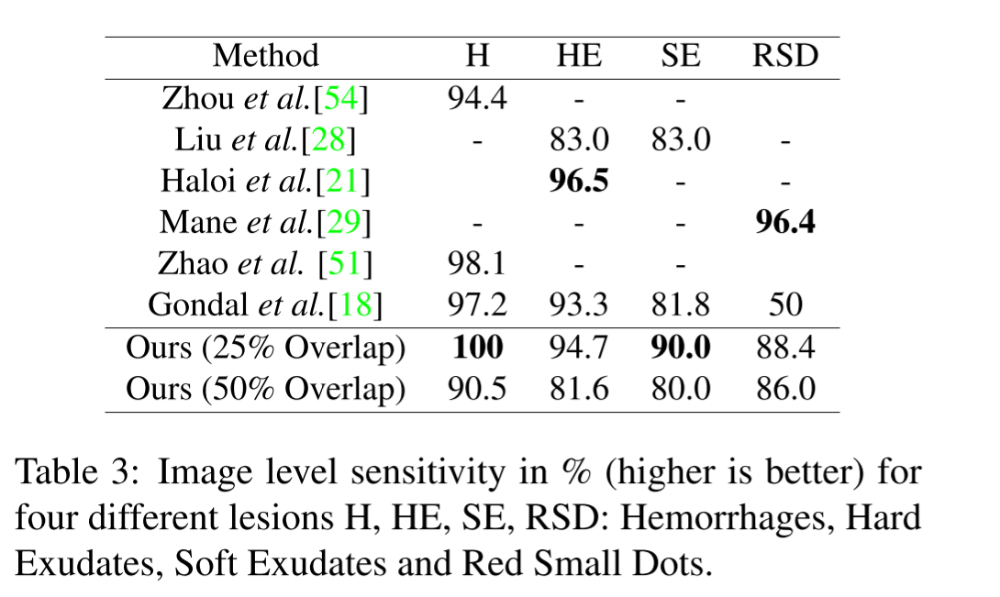 Method H HE SE RSD
Zhou et al.[54] 94.4 - -
Liu et al.[28] - 83.0 83.0 -
Haloi et al.[21] 96.5 - -
Mane et al.[29] - - - 96.4
Zhao et al. [51] 98.1 - -
Gondal et al.[18] 97.2 93.3 81.8 50
Ours (25% Overlap) 100 94.7 90.0 88.4
Ours (50% Overlap) 90.5 81.6 80.0 86.0
Table 3: Image level sensitivity in % (higher is better) for
four different lesions H, HE, SE, RSD: Hemorrhages, Hard
Exudates, Soft Exudates and Red Small Dots.